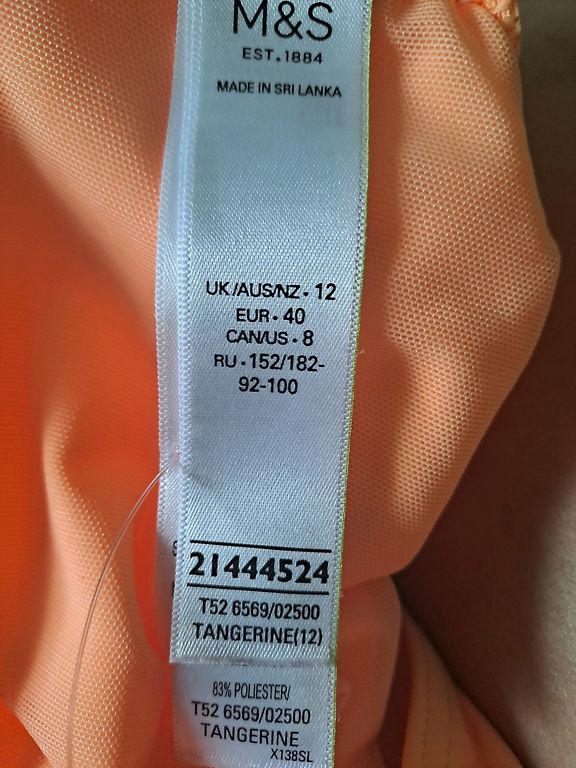 M&S
EST.1884
MADE IN SRI LANKA
UK/AUS/NZ • 12
EUR • 40
CAN/US • 8
RU • 152/182-
92-100
21444524
T52 6569/02500
TANGERINE(12)
83% POLIESTER/
T52 6569/02500
TANGERINE
X138SL